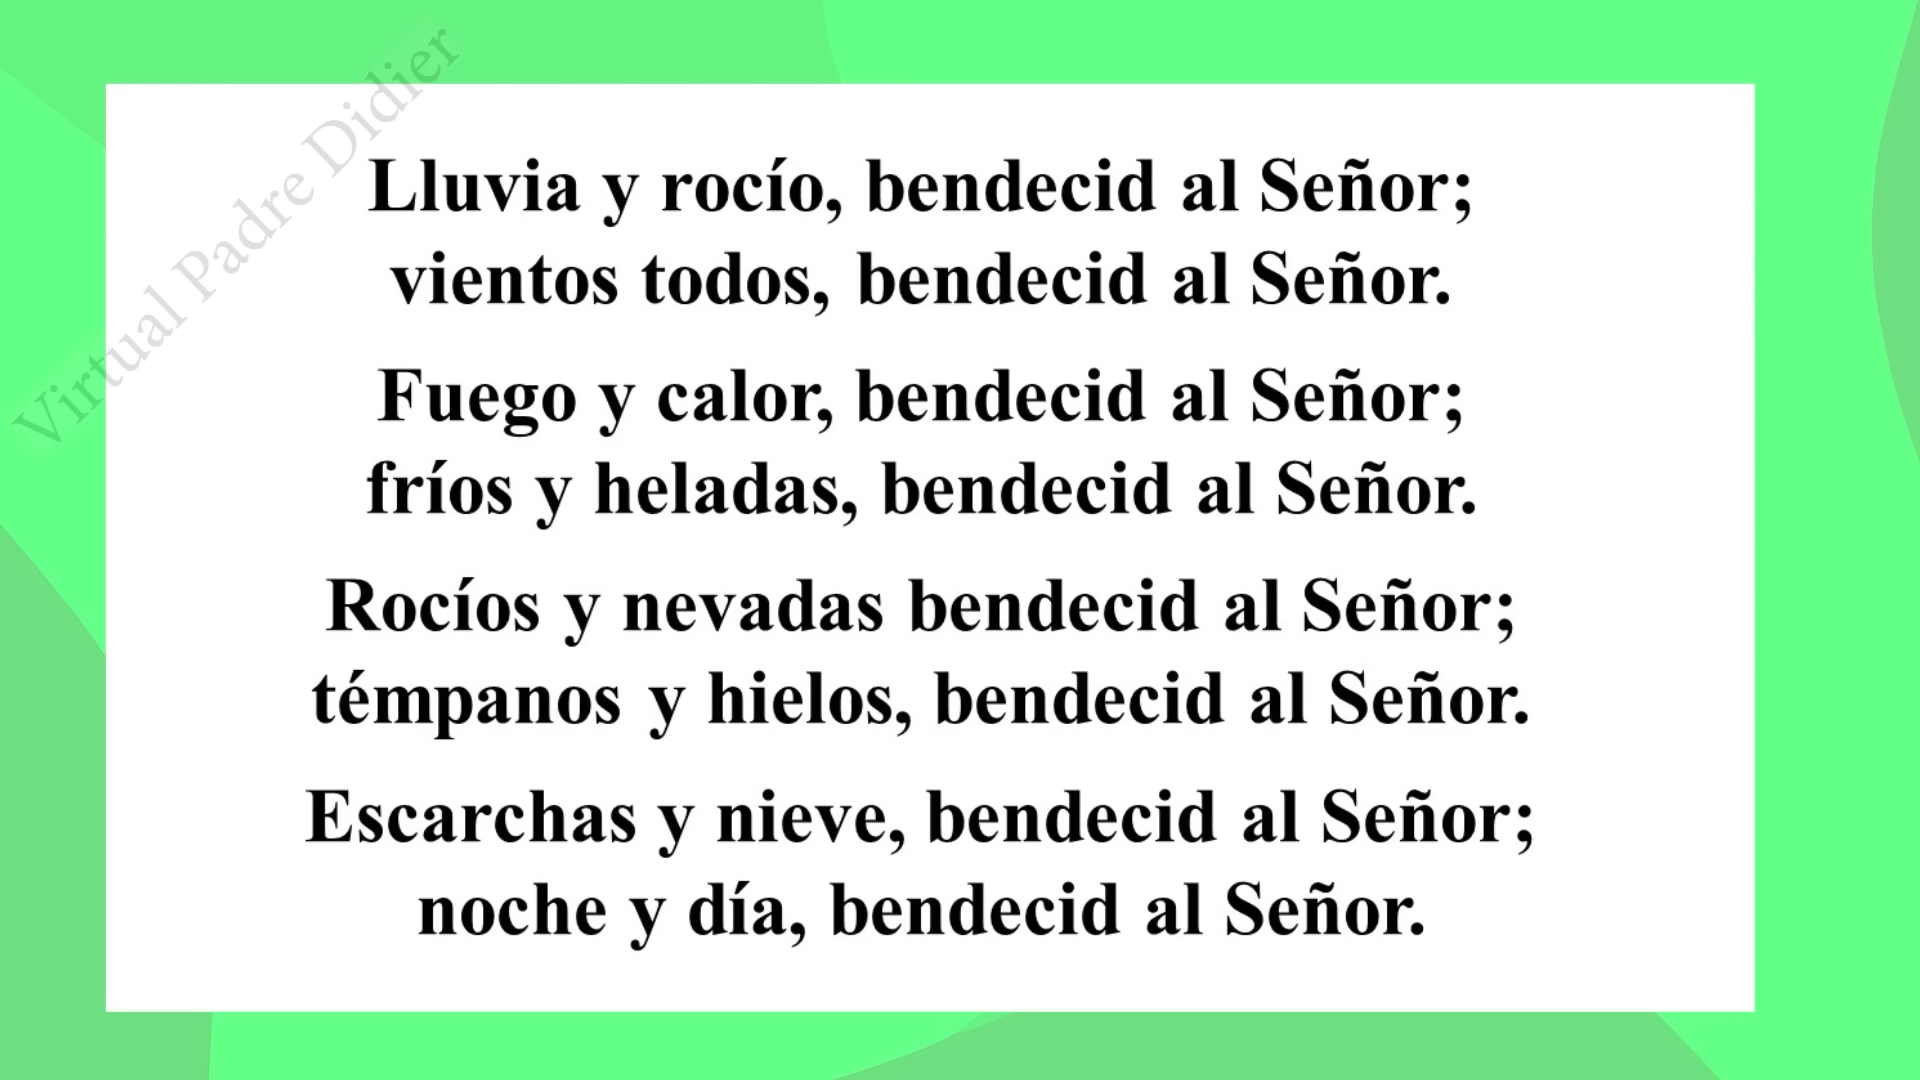 Virtual Padre Didier
Lluvia y rocío, bendecid al Señor;
vientos todos, bendecid al Señor.
Fuego y calor, bendecid al Señor;
fríos y heladas, bendecid al Señor.
Rocíos y nevadas bendecid al Señor;
témpanos y hielos, bendecid al Señor.
Escarchas y nieve, bendecid al Señor;
noche y día, bendecid al Señor.